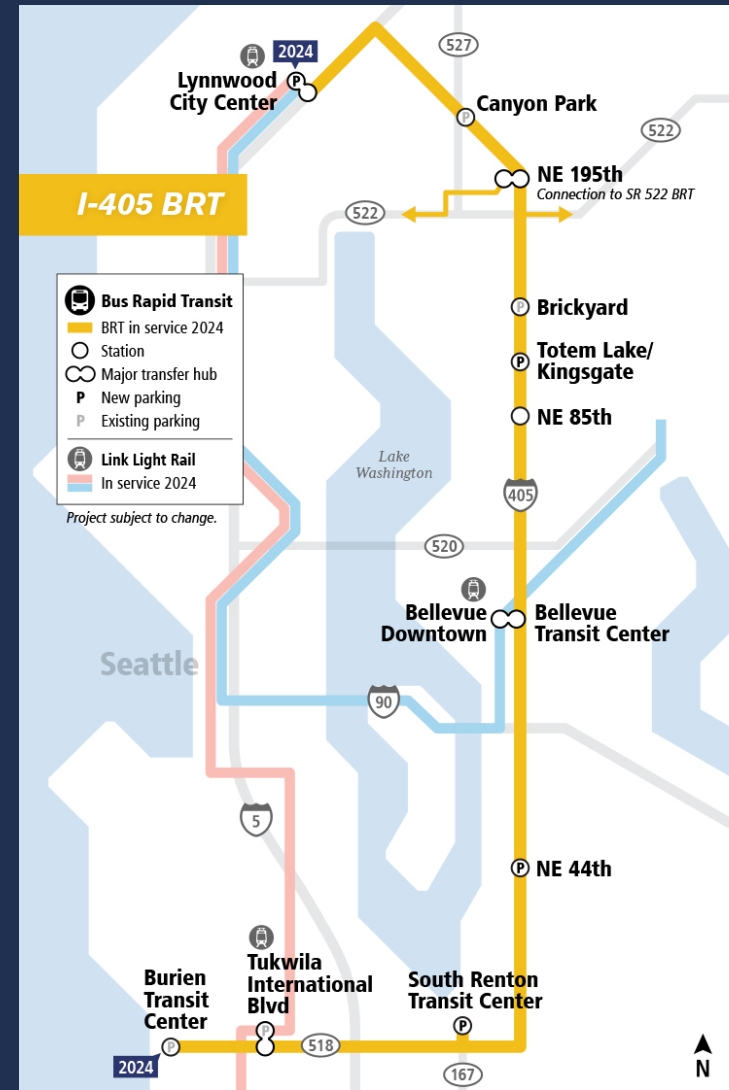 2024
527
Lynnwood
City Center
P
Canyon Park
P
522
NE 195th
Connection to SR 522 BRT
I-405 BRT
522
Bus Rapid Transit
BRT in service 2024
Station
Major transfer hub
P New parking
P Existing parking
Link Light Rail
In service 2024
Project subject to change.
P
Brickyard
P
Totem Lake/
Kingsgate
NE 85th
Lake
Washington
405
520
Bellevue
Downtown
Bellevue
Transit Center
Seattle
90
5
P
NE 44th
Burien
Transit
Center
P
2024
Tukwila
International
Blvd
P
518
South Renton
Transit Center
P
167
N